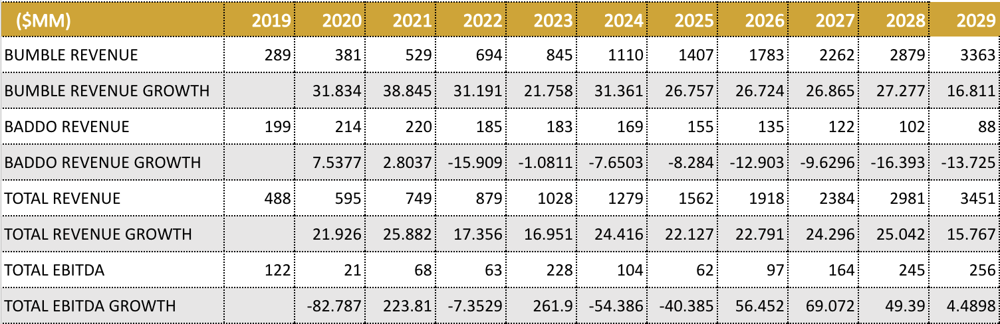 ($MM) 2019 2020 2021 2022 2023 2024 2025 2026 2027 2028 2029
BUMBLE REVENUE 289 381 529 694 845 1110 1407 1783 2262 2879 3363
BUMBLE REVENUE GROWTH 31.834 38.845 31.191 21.758 31.361 26.757 26.724 26.865 27.277 16.811
BADDO REVENUE 199 214 220 185 183 169 155 135 122 102 88
BADDO REVENUE GROWTH 7.5377 2.8037 -15.909 -1.0811 -7.6503 -8.284 -12.903 -9.6296 -16.393 -13.725
TOTAL REVENUE 488 595 749 879 1028 1279 1562 1918 2384 2981 3451
TOTAL REVENUE GROWTH 21.926 25.882 17.356 16.951 24.416 22.127 22.791 24.296 25.042 15.767
TOTAL EBITDA 122 21 68 63 228 104 62 97 164 245 256
TOTAL EBITDA GROWTH -82.787 223.81 -7.3529 261.9 -54.386 -40.385 56.452 69.072 49.39 4.4898